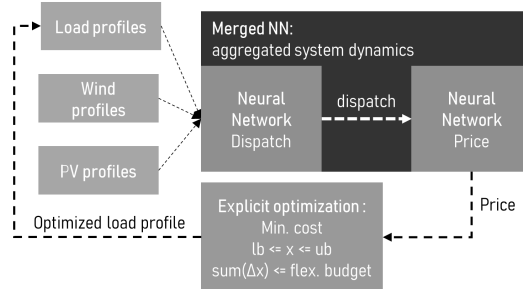 Load profiles
Wind
profiles
PV profiles
Merged NN:
aggregated system dynamics
Neural
Network
Dispatch
dispatch
Neural
Network
Price
Price
Explicit optimization :
Min. cost
lb <= x <= ub
sum(Δx) <= flex. budget
Optimized load profile